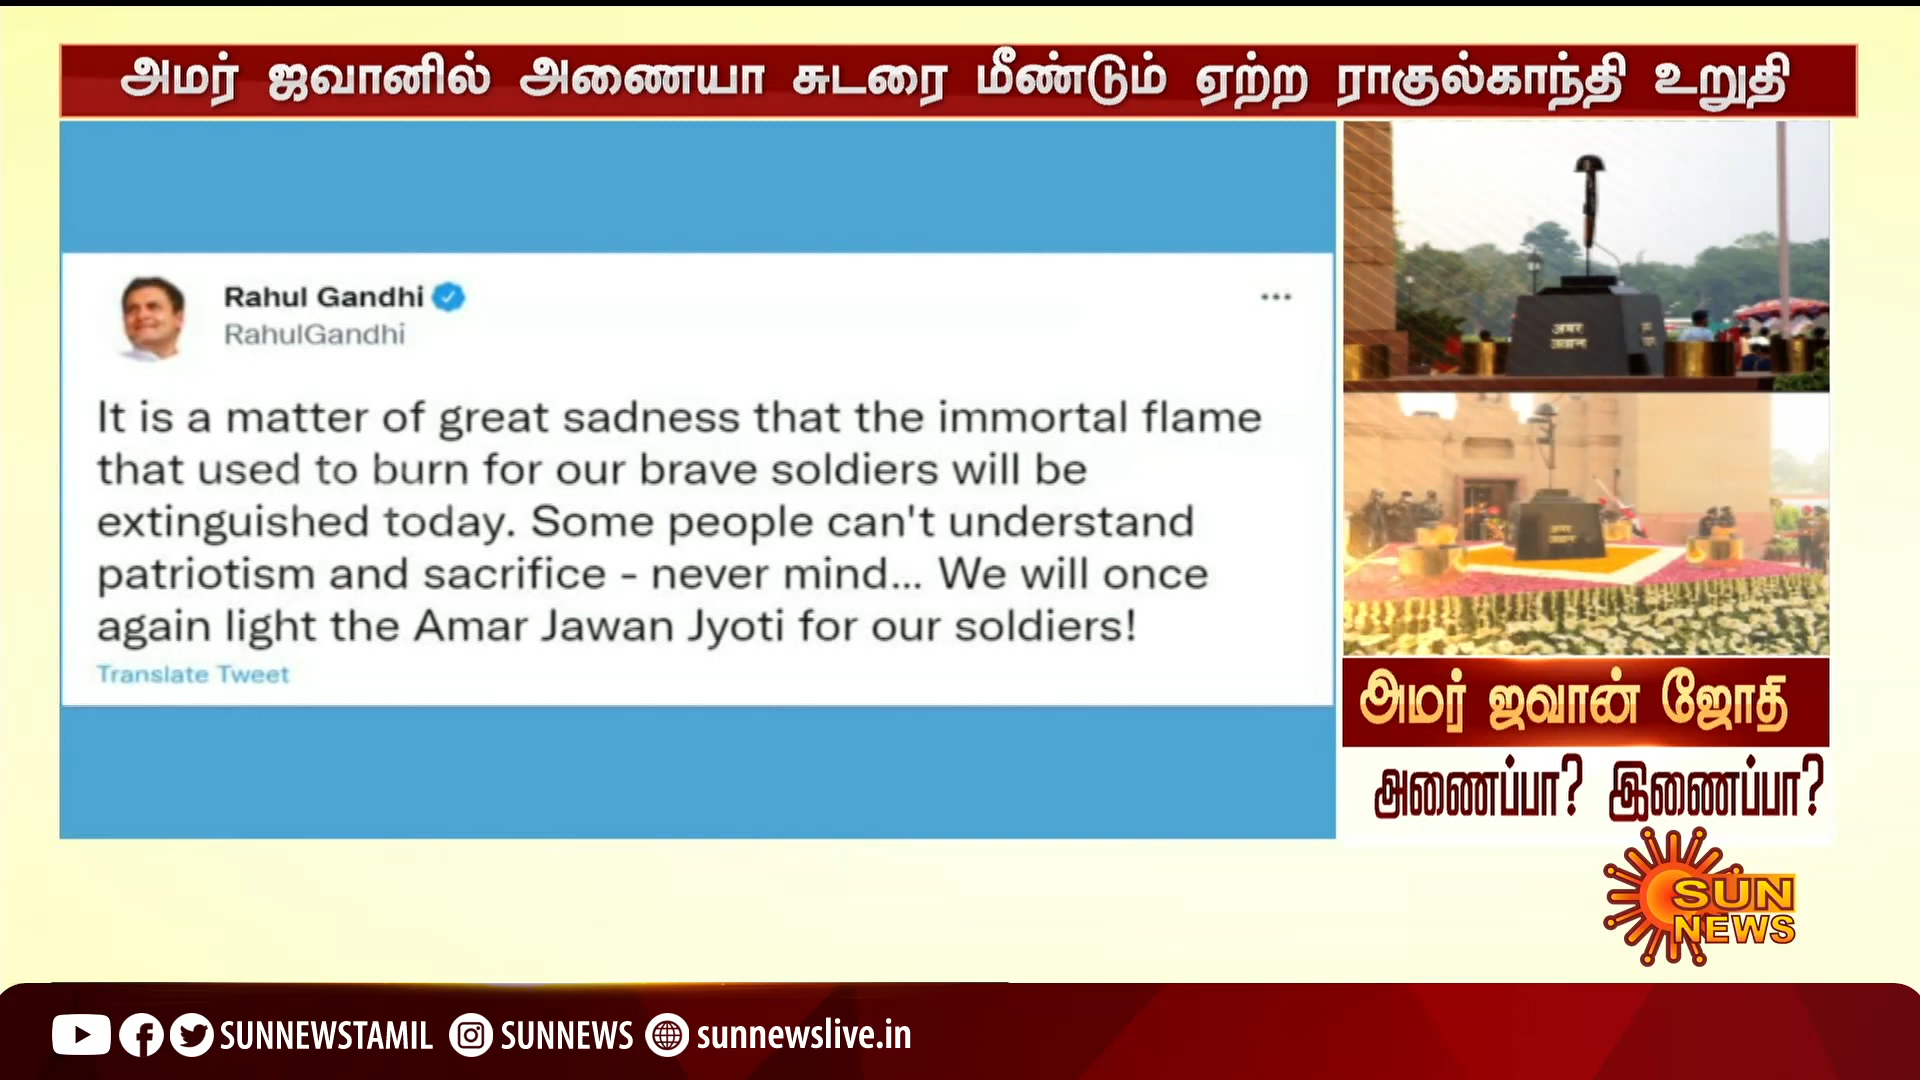 அமர் ஜவானில் அணையா சுடரை மீண்டும் ஏற்ற ராகுல்காந்தி உறுதி
Rahul Gandhi
RahulGandhi
It is a matter of great sadness that the immortal flame
that used to burn for our brave soldiers will be
extinguished today. Some people can't understand
patriotism and sacrifice - never mind... We will once
again light the Amar Jawan Jyoti for our soldiers!
Translate Tweet
अमर
जवान
அமர் ஜவான் ஜோதி
அணைப்பா? இணைப்பா?
SUN
NEWS
SUNNEWSTAMIL SUNNEWS sunnewslive.in